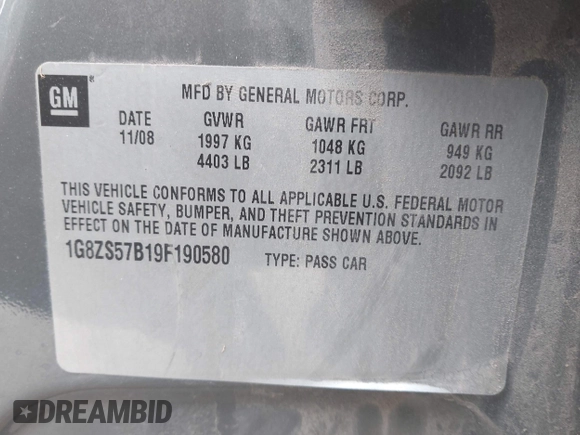 GM
MFD BY GENERAL MOTORS CORP.
DATE GVWR GAWR FRT GAWR RR
11/08 1997 KG 1048 KG 949 KG
4403 LB 2311 LB 2092 LB
THIS VEHICLE CONFORMS TO ALL APPLICABLE U.S. FEDERAL MOTOR
VEHICLE SAFETY, BUMPER, AND THEFT PREVENTION STANDARDS IN
EFFECT ON THE DATE OF MANUFACTURE SHOWN ABOVE.
1G8ZS57B19F190580 TYPE: PASS CAR
DREAMBID